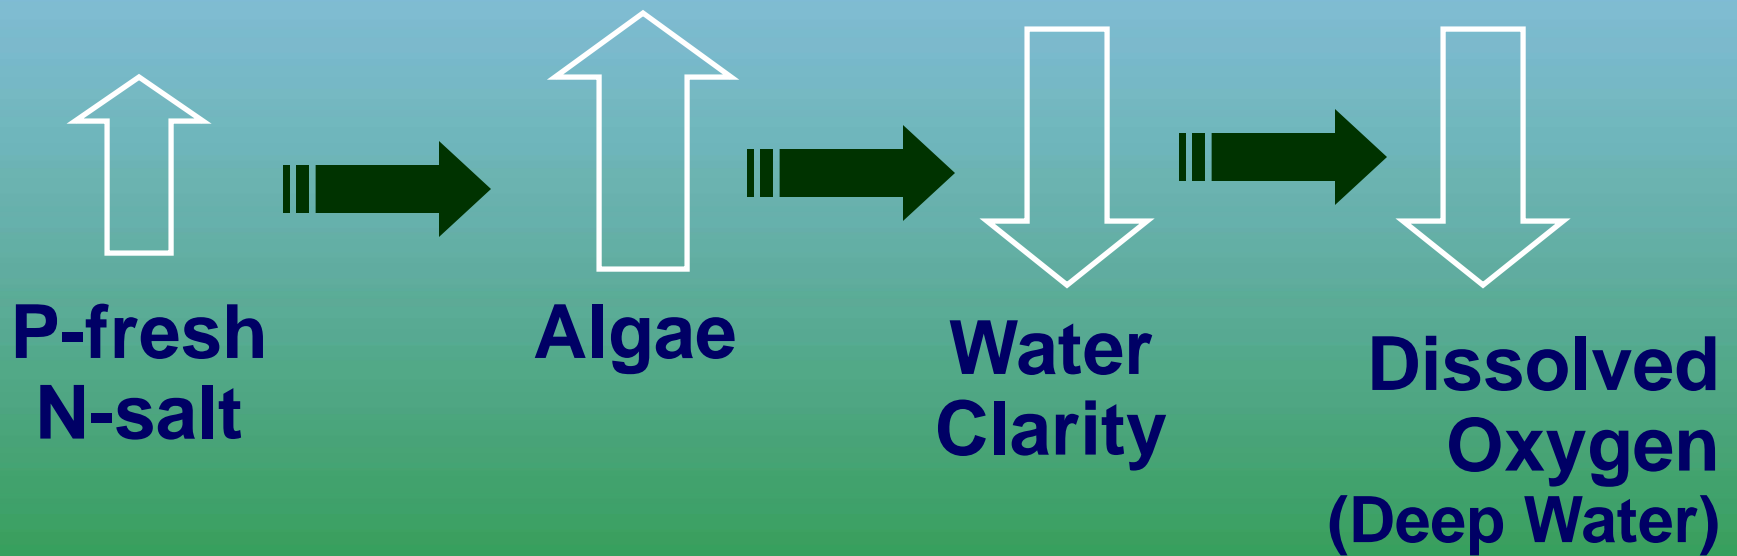 P-fresh
N-salt
Algae
Water
Clarity
Dissolved
Oxygen
(Deep Water)